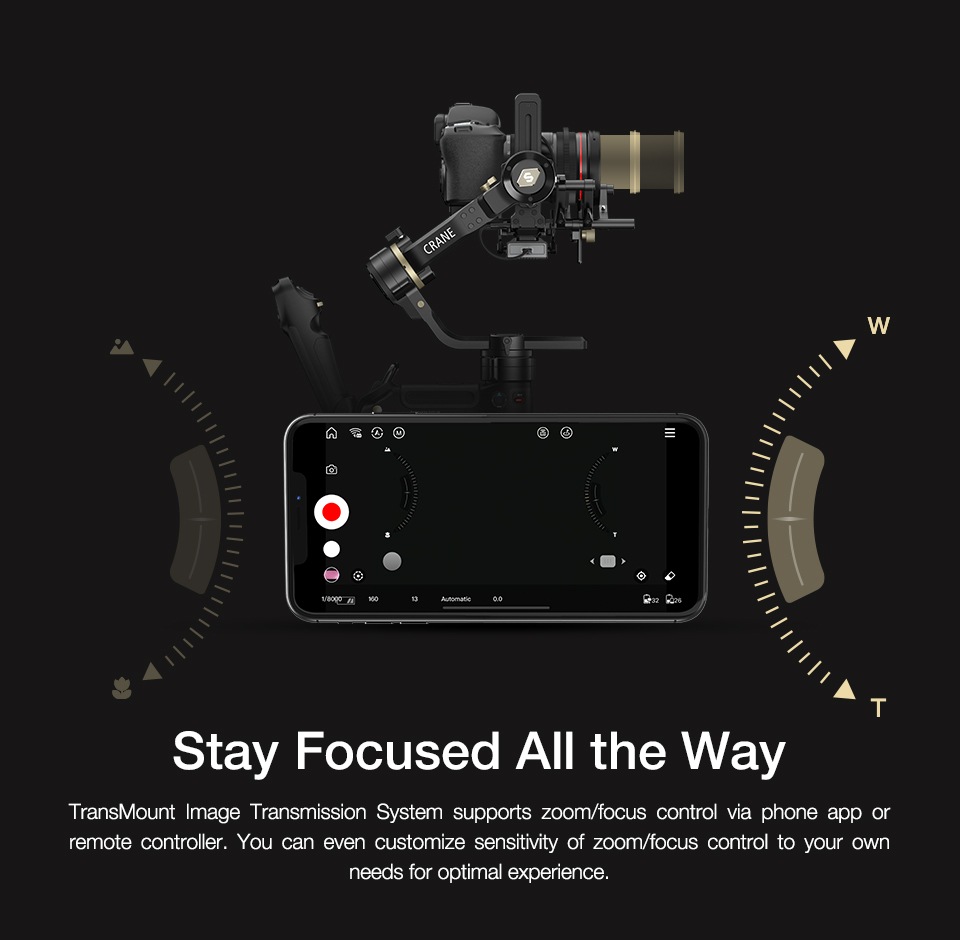 S
CRANE
W
A M
W
S
T
1/8000 160 13 Automatic 0.0 32 26
T
Stay Focused All the Way
TransMount Image Transmission System supports zoom/focus control via phone app or
remote controller. You can even customize sensitivity of zoom/focus control to your own
needs for optimal experience.